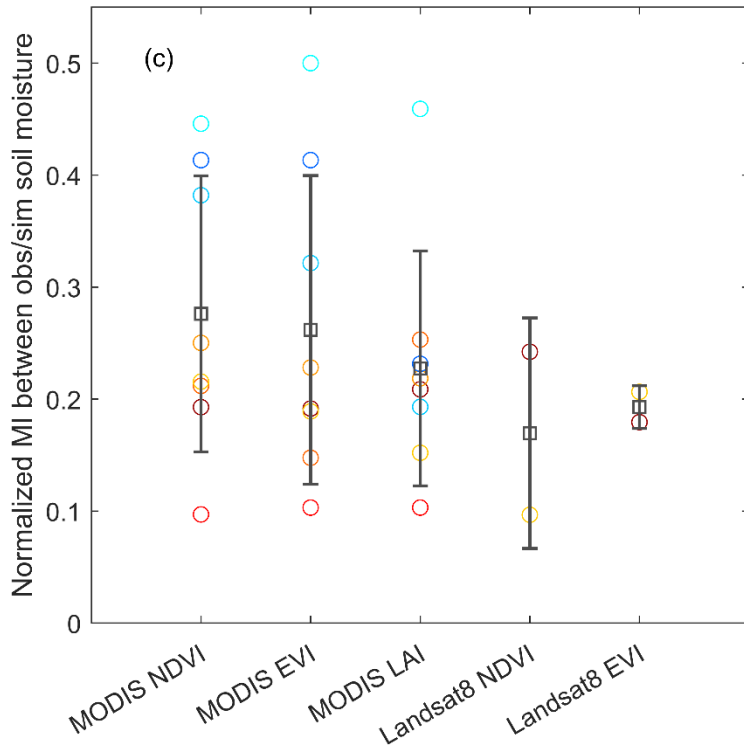 (c)
Normalized MI between obs/sim soil moisture
0.5
0.4
0.3
0.2
0.1
0
MODIS NDVI
MODIS EVI
MODIS LAI
Landsat8 NDVI
Landsat8 EVI